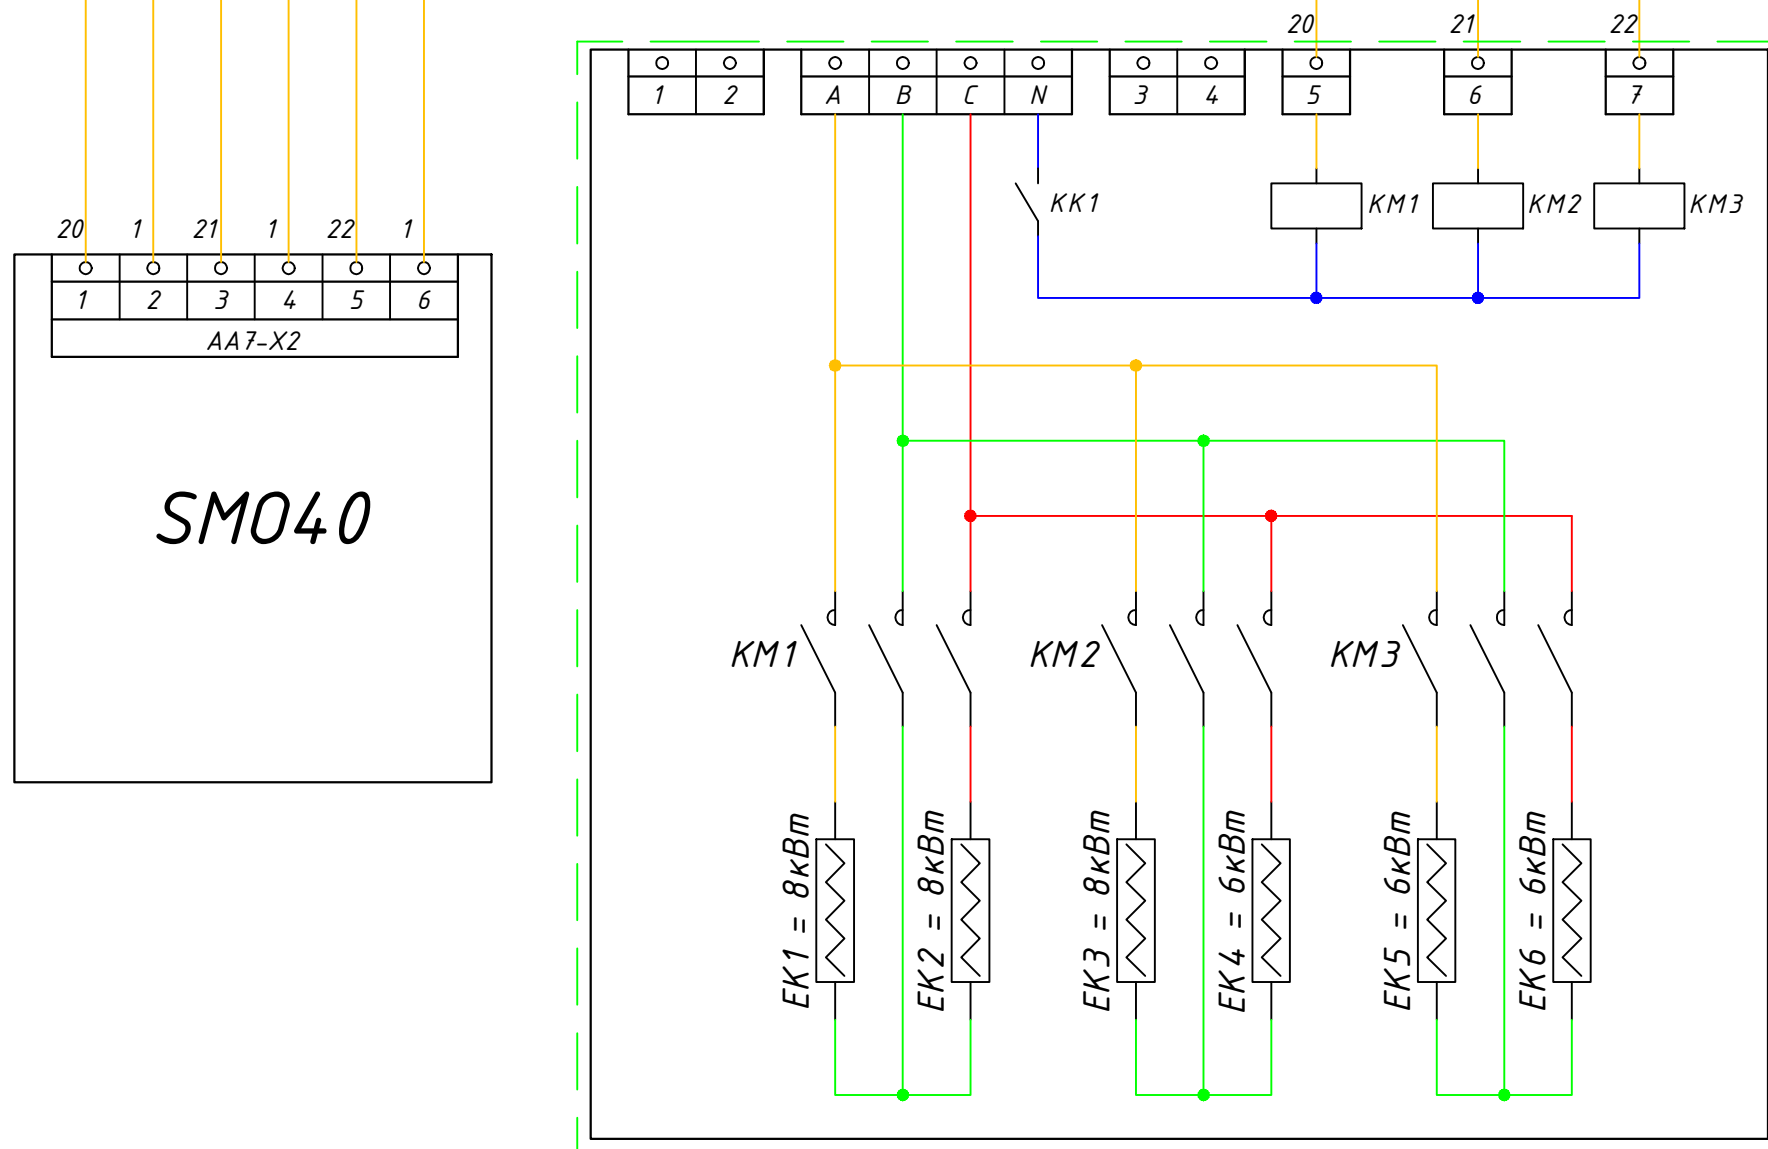 20 21 22
1 2 A B C N 3 4 5 6 7
KK1 KM1 KM2 KM3
20 1 21 1 22 1
1 2 3 4 5 6
AA7-X2
SMO40
KM1 KM2 KM3
EK1 = 8кВт
EK2 = 8кВт
EK3 = 8кВт
EK4 = 6кВт
EK5 = 6кВт
EK6 = 6кВт